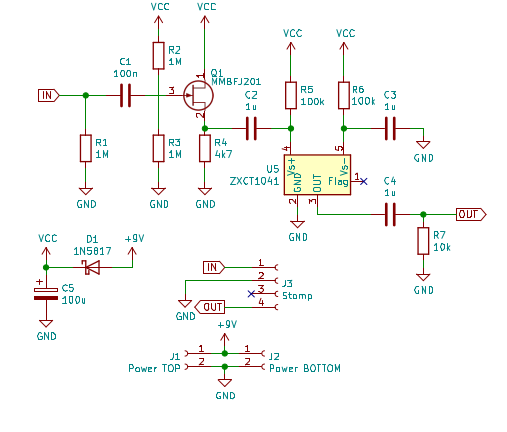 VCC
VCC
R2
1M
C1
100n
Q1
MMBFJ201
1
3
2
IN
R1
1M
R3
1M
R4
4k7
GND
GND
GND
VCC
VCC
R5
100k
R6
100k
C2
1u
C3
1u
GND
4
5
U5
ZXCT1041
Vs+
Vs-
GND
OUT
Flag
1
2
3
GND
C4
1u
OUT
R7
10k
GND
VCC
D1
1N5817
+9V
C5
100u
GND
IN
1
2
3
4
J3
Stomp
GND
OUT
+9V
J1
1
1
J2
Power TOP
2
2
Power BOTTOM
GND